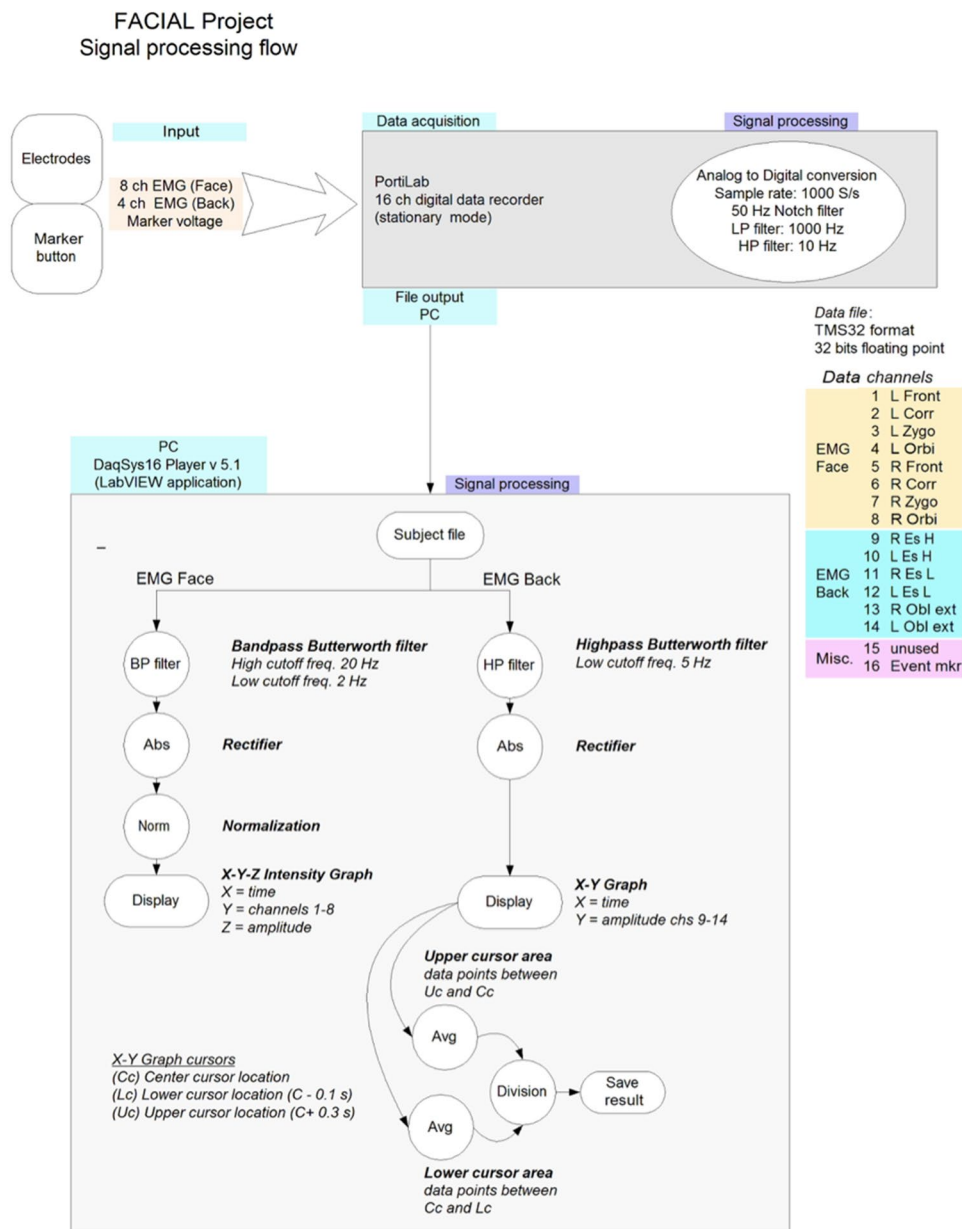 FACIAL Project
Signal processing flow
Electrodes
Marker
button
Input
8 ch EMG (Face)
4 ch EMG (Back)
Marker voltage
Data acquisition
PortiLab
16 ch digital data recorder
(stationary mode)
Signal processing
Analog to Digital conversion
Sample rate: 1000 S/s
50 Hz Notch filter
LP filter: 1000 Hz
HP filter: 10 Hz
File output
PC
Data file:
TMS32 format
32 bits floating point
Data channels
EMG
Face
1 L Front
2 L Corr
3 L Zygo
4 L Orbi
5 R Front
6 R Corr
7 R Zygo
8 R Orbi
EMG
Back
9 R Es H
10 L Es H
11 R Es L
12 L Es L
13 R Obl ext
14 L Obl ext
Misc.
15 unused
16 Event mkr
PC
DaqSys16 Player v 5.1
(LabVIEW application)
Signal processing
Subject file
EMG Face
EMG Back
BP filter
Bandpass Butterworth filter
High cutoff freq. 20 Hz
Low cutoff freq. 2 Hz
HP filter
Highpass Butterworth filter
Low cutoff freq. 5 Hz
Abs
Rectifier
Abs
Rectifier
Norm
Normalization
Display
X-Y-Z Intensity Graph
X = time
Y = channels 1-8
Z = amplitude
Display
X-Y Graph
X = time
Y = amplitude chs 9-14
Upper cursor area
data points between
Uc and Cc
Avg
Division
Save
result
Avg
Lower cursor area
data points between
Cc and Lc
X-Y Graph cursors
(Cc) Center cursor location
(Lc) Lower cursor location (C - 0.1 s)
(Uc) Upper cursor location (C+ 0.3 s)